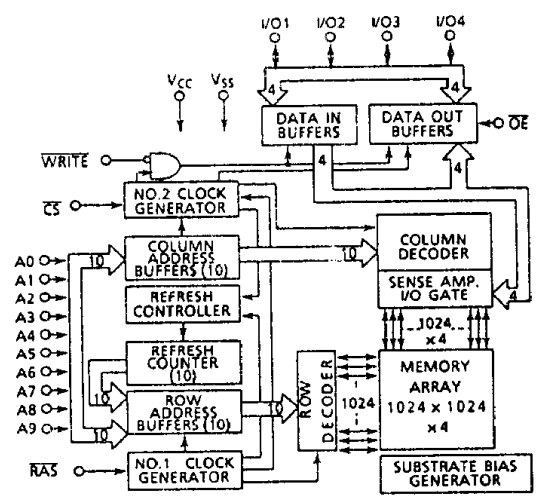 I/O1 I/O2 I/O3 I/O4
VCC VSS
4 4
DATA IN
BUFFERS
DATA OUT
BUFFERS
OE
WRITE
4 4
NO.2 CLOCK
GENERATOR
CS
COLUMN
ADDRESS
BUFFERS (10)
10 10
COLUMN
DECODER
SENSE AMP.
I/O GATE
4
A0
A1
A2
A3
A4
A5
A6
A7
A8
A9
REFRESH
CONTROLLER
REFRESH
COUNTER
(10)
10
ROW
ADDRESS
BUFFERS (10)
10 10
ROW
DECODER
1024
1024
x 4
MEMORY
ARRAY
1024 x 1024
x 4
RAS
NO.1 CLOCK
GENERATOR
SUBSTRATE BIAS
GENERATOR